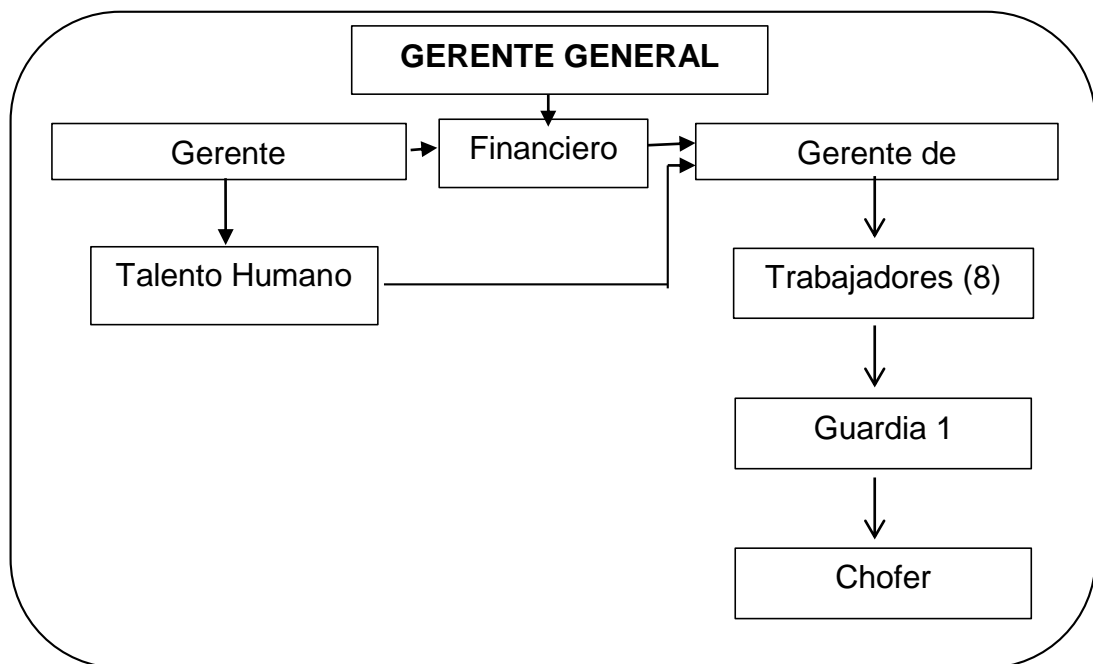 GERENTE GENERAL
Gerente
Financiero
Gerente de
Talento Humano
Trabajadores (8)
Guardia 1
Chofer